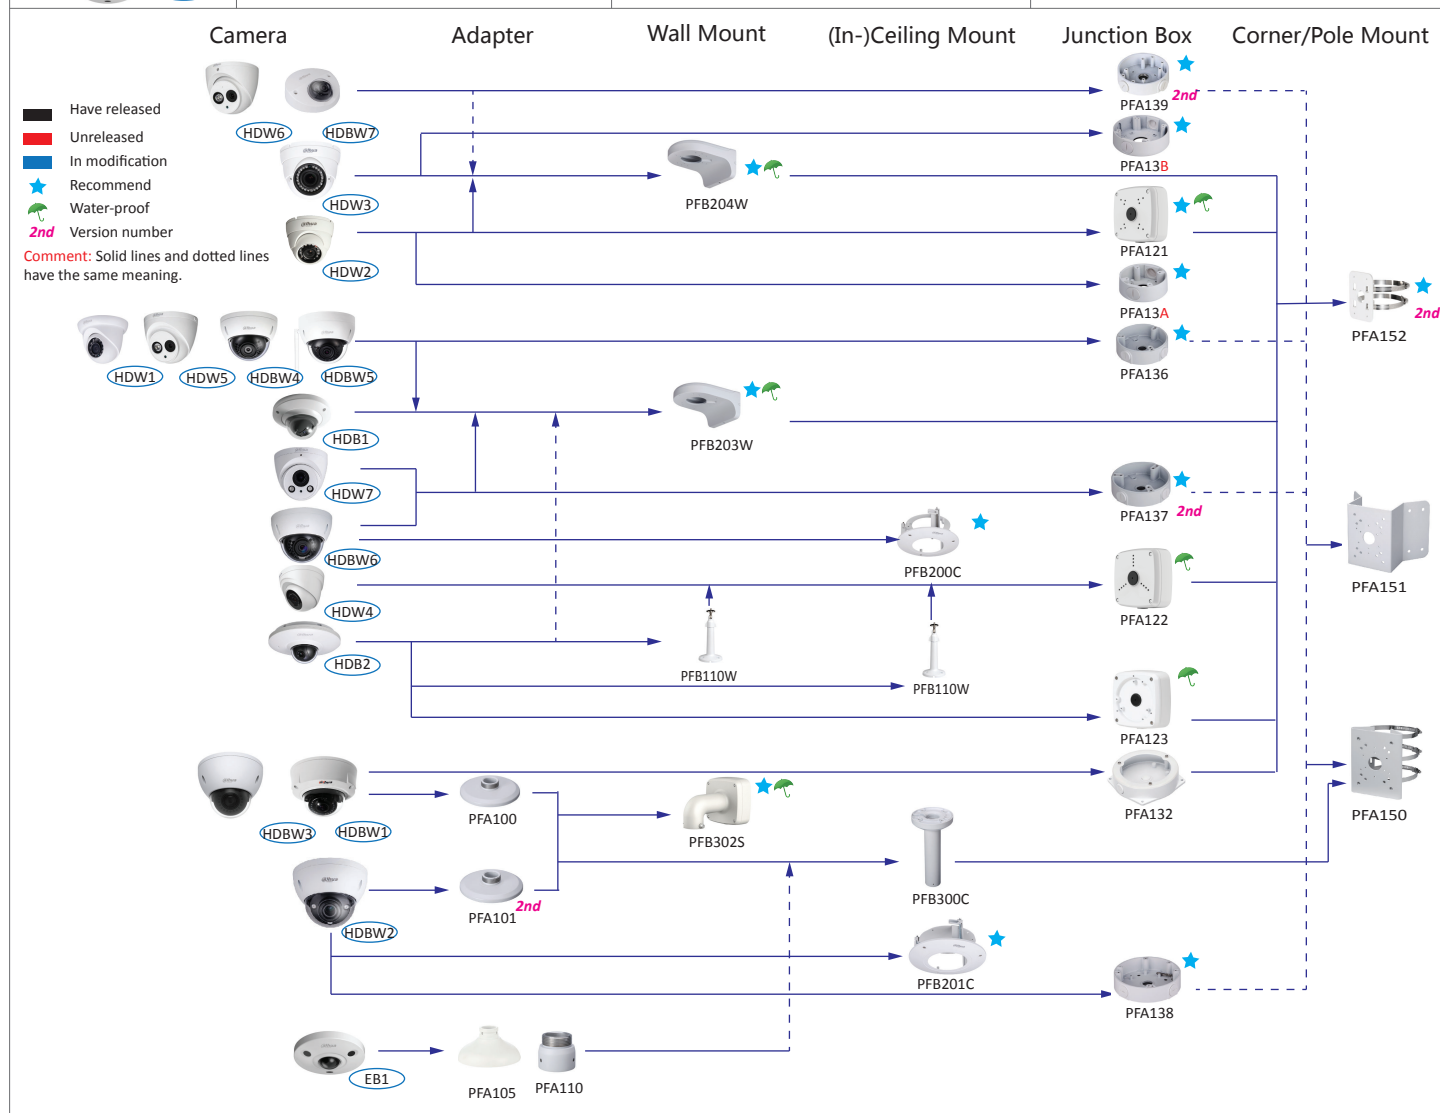 Camera
Adapter
Wall Mount
(In-)Ceiling Mount
Junction Box
Corner/Pole Mount
Have released
Unreleased
In modification
Recommend
Water-proof
2nd Version number
Comment: Solid lines and dotted lines
have the same meaning.
HDW6
HDBW7
PFA139
2nd
PFA13B
HDW3
PFB204W
HDW2
PFA121
PFA13A
PFA152
2nd
HDW1
HDW5
HDBW4
HDBW5
PFA136
HDB1
PFB203W
HDW7
PFA137
2nd
HDBW6
PFB200C
PFA151
HDW4
PFA122
HDB2
PFB110W
PFB110W
PFA123
HDBW3
HDBW1
PFA100
PFB302S
PFA132
PFA150
HDBW2
PFA101
2nd
PFB300C
PFB201C
PFA138
EB1
PFA105
PFA110